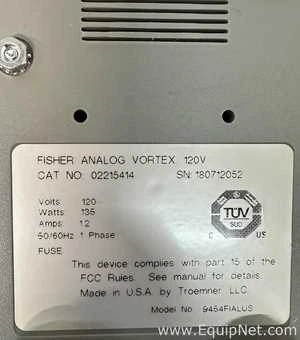 FISHER ANALOG VORTEX 120V
CAT NO: 02215414 SN: 180712052
Volts: 120
Watts: 135
Amps: 1.2
50/60Hz 1 Phase
FUSE
TÜV
SUD
C US
This device complies with part 15 of the
FCC Rules. See manual for details.
Made in U.S.A. by Troemner LLC.
Model No 9454FIALUS
www.EquipNet.com